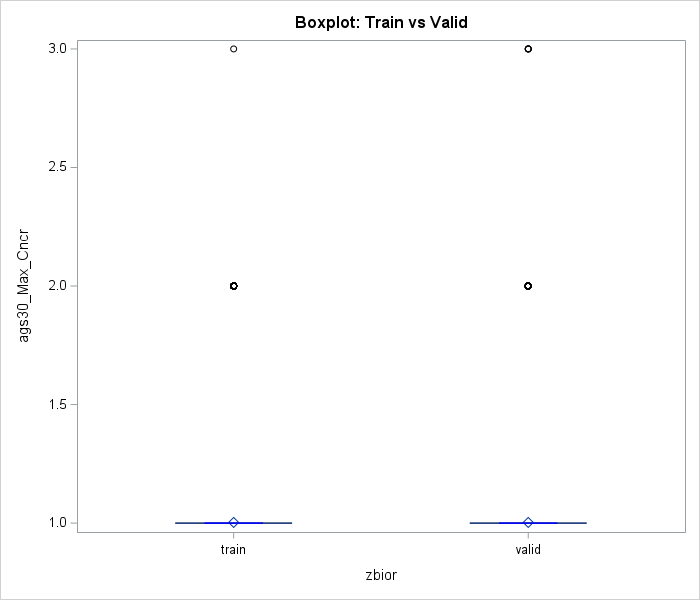 Boxplot: Train vs Valid
3.0
2.5
2.0
1.5
1.0
ags30_Max_Cncr
train
valid
zbior